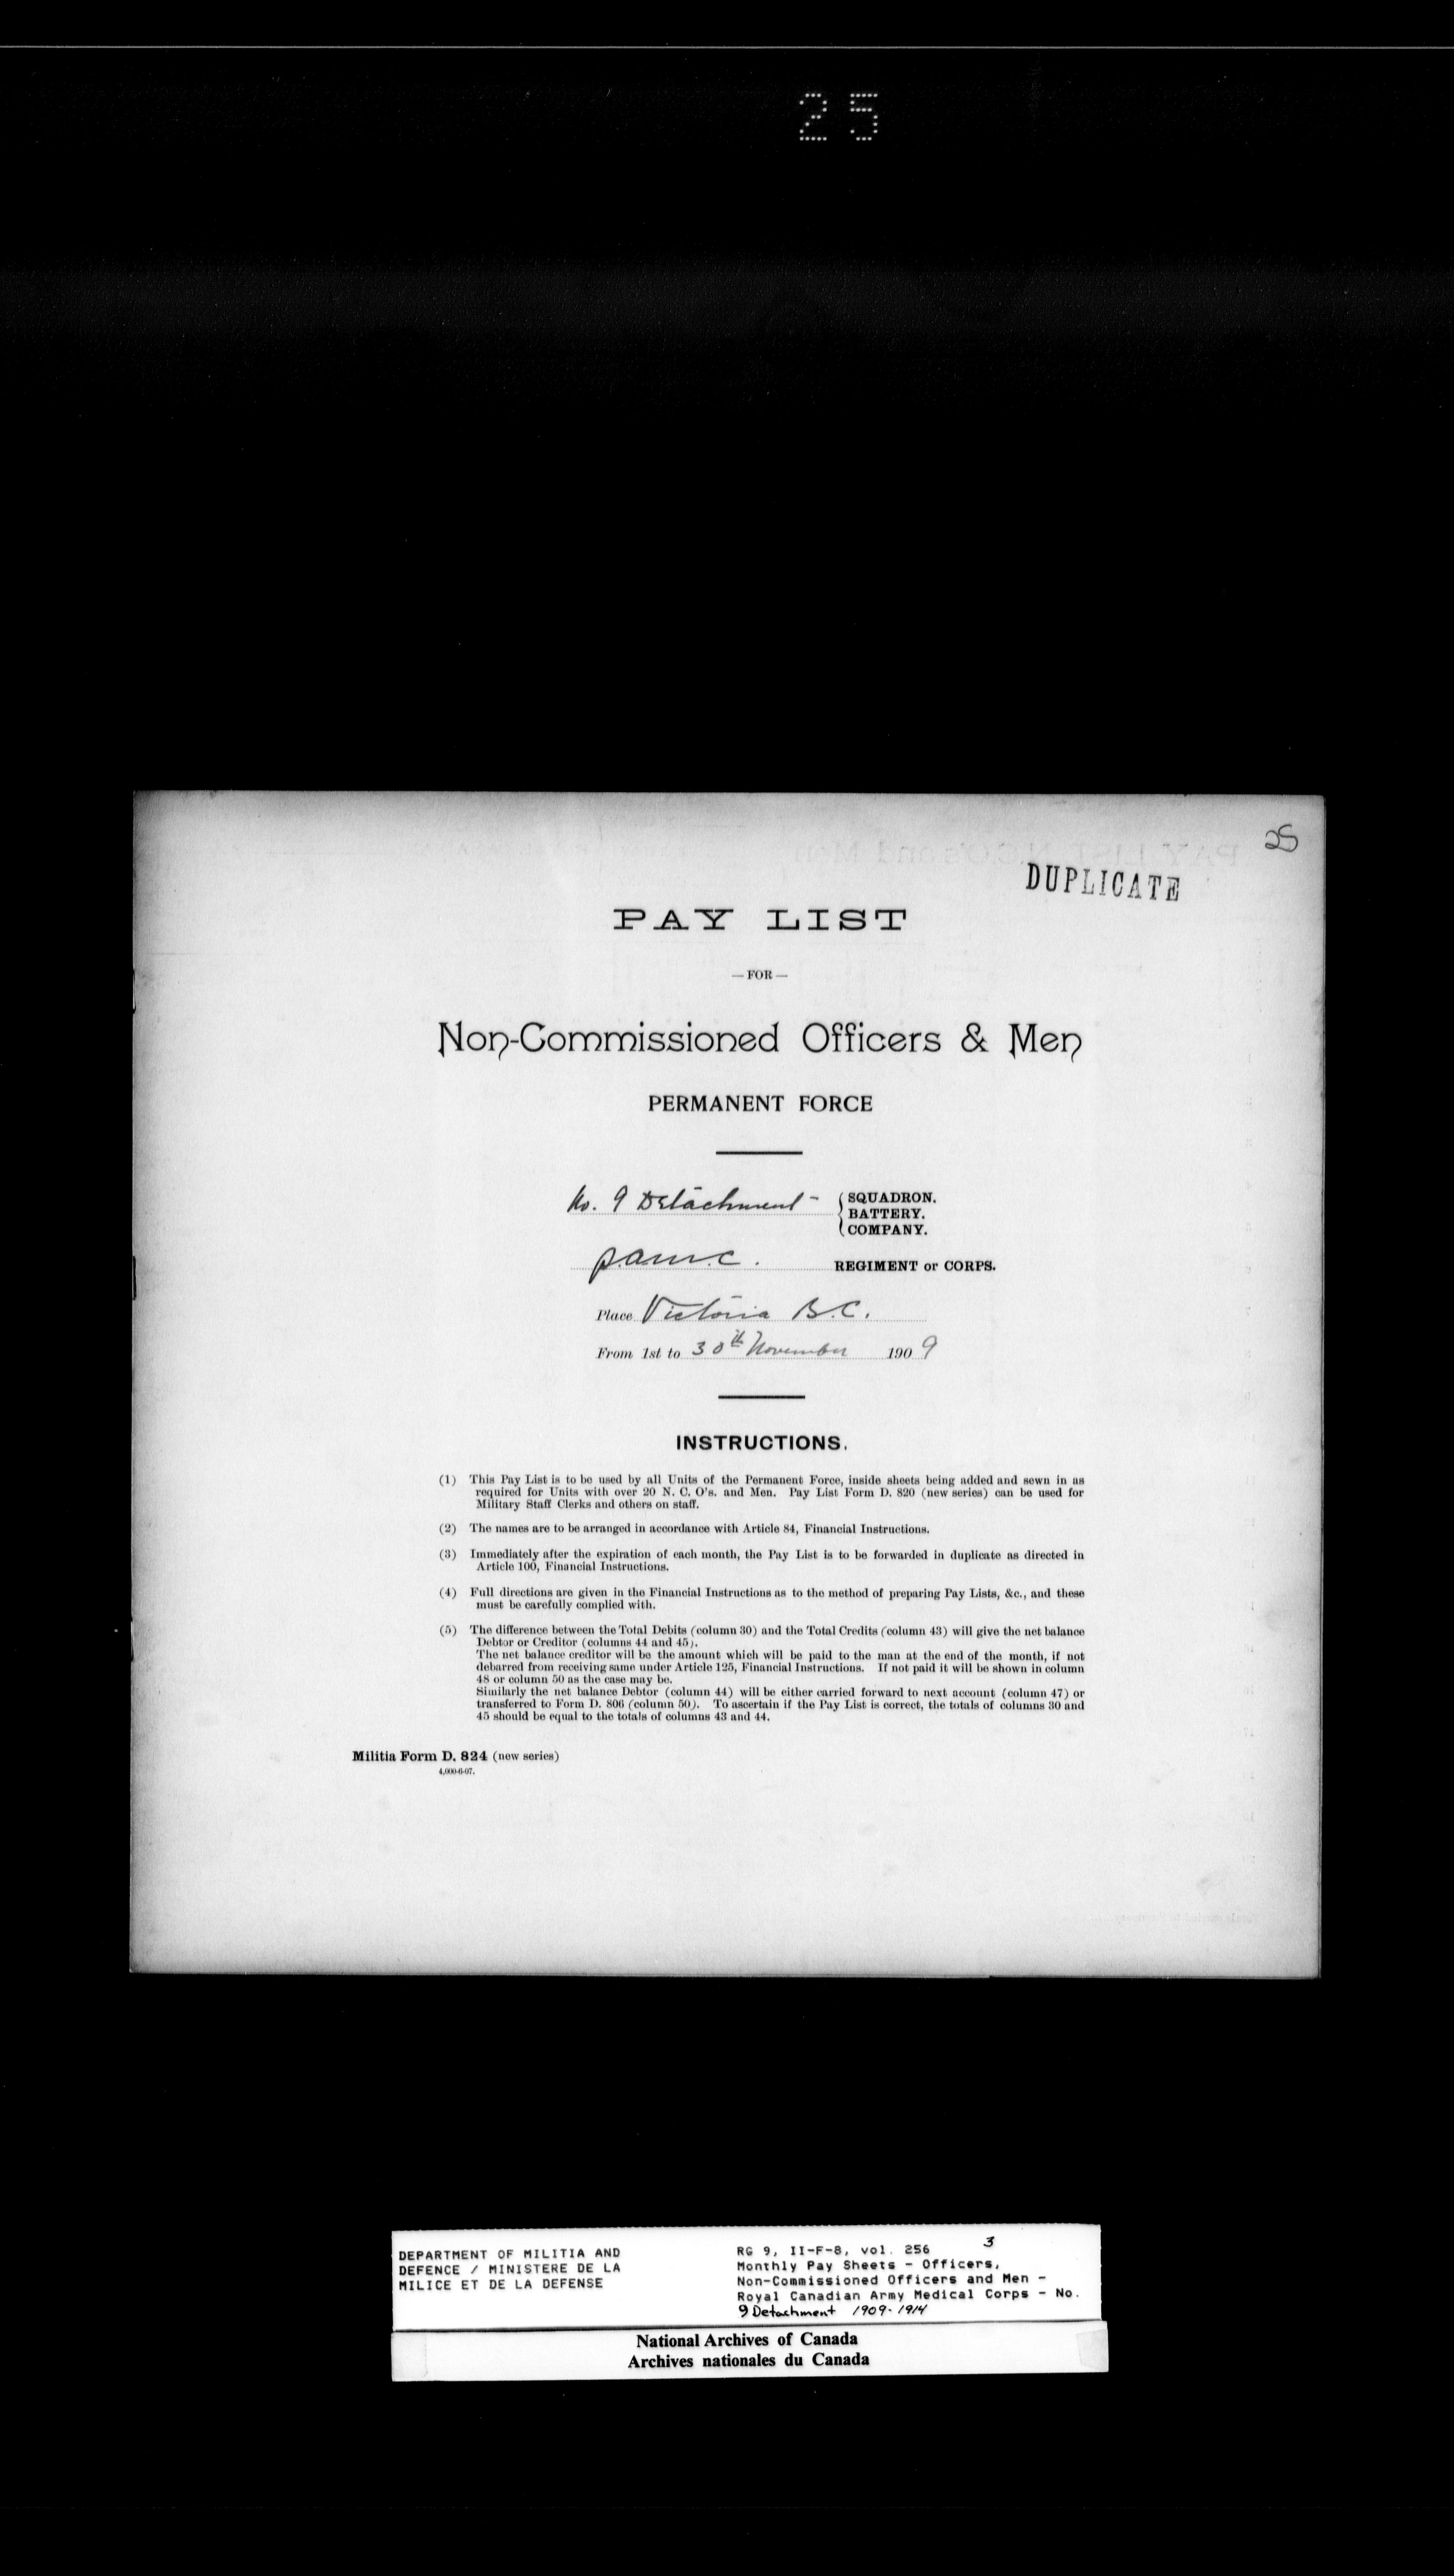 25
25
DUPLICATE
PAY LIST
— FOR —
Non-Commissioned Officers & Men
PERMANENT FORCE
No. 9 Detachment - SQUADRON.
BATTERY.
COMPANY.
P.A.M.C. REGIMENT or CORPS.
Place Victoria B.C.
From 1st to 30th November 1909
INSTRUCTIONS.
(1) This Pay List is to be used by all Units of the Permanent Force, inside sheets being added and sewn in as
required for Units with over 20 N. C. O's. and Men. Pay List Form D. 820 (new series) can be used for
Military Staff Clerks and others on staff.
(2) The names are to be arranged in accordance with Article 84, Financial Instructions.
(3) Immediately after the expiration of each month, the Pay List is to be forwarded in duplicate as directed in
Article 100, Financial Instructions.
(4) Full directions are given in the Financial Instructions as to the method of preparing Pay Lists, &c., and these
must be carefully complied with.
(5) The difference between the Total Debits (column 30) and the Total Credits (column 43) will give the net balance
Debtor or Creditor (columns 44 and 45).
The net balance creditor will be the amount which will be paid to the man at the end of the month, if not
debarred from receiving same under Article 125, Financial Instructions. If not paid it will be shown in column
48 or column 50 as the case may be.
Similarly the net balance Debtor (column 44) will be either carried forward to next account (column 47) or
transferred to Form D. 806 (column 50). To ascertain if the Pay List is correct, the totals of columns 30 and
45 should be equal to the totals of columns 43 and 44.
Militia Form D. 824 (new series)
4,000-6-07.
DEPARTMENT OF MILITIA AND
DEFENCE / MINISTERE DE LA
MILICE ET DE LA DEFENSE
3
RG 9, II-F-8, vol. 256
Monthly Pay Sheets - Officers,
Non-Commissioned Officers and Men -
Royal Canadian Army Medical Corps - No.
9 Detachment 1909-1914
National Archives of Canada
Archives nationales du Canada